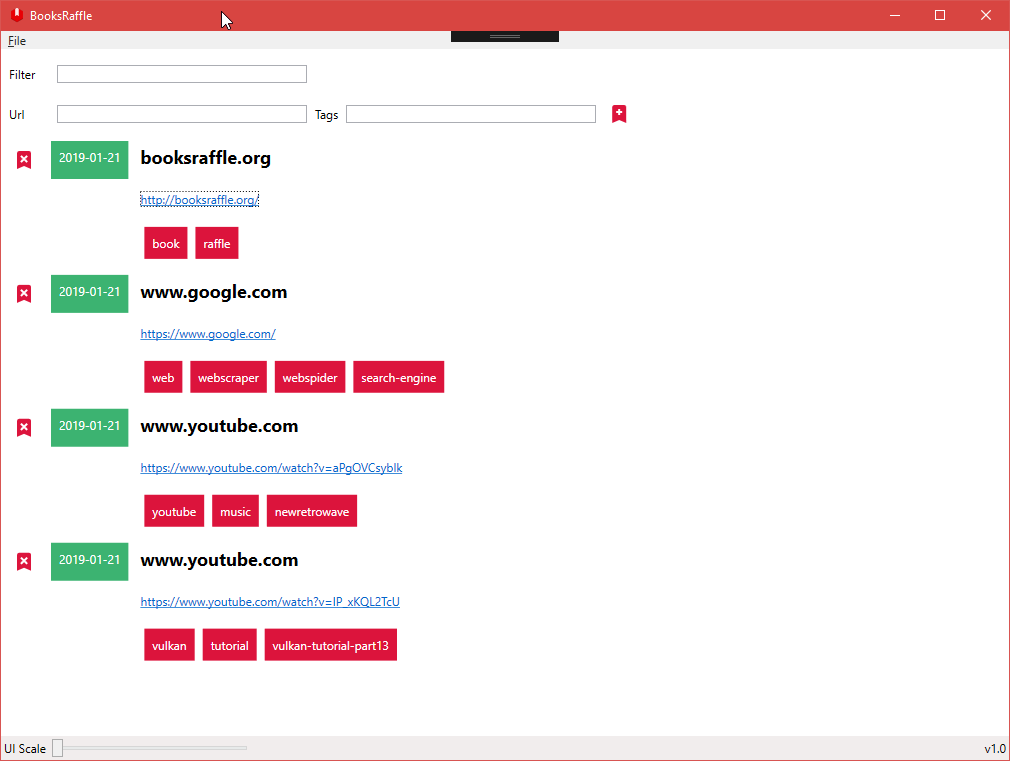 BooksRaffle
File
Filter
Url Tags
2019-01-21 booksraffle.org
http://booksraffle.org/
book raffle
2019-01-21 www.google.com
https://www.google.com/
web webscraper webspider search-engine
2019-01-21 www.youtube.com
https://www.youtube.com/watch?v=aPgOVCsyblk
youtube music newretrowave
2019-01-21 www.youtube.com
https://www.youtube.com/watch?v=IP_xKQL2TcU
vulkan tutorial vulkan-tutorial-part13
UI Scale v1.0